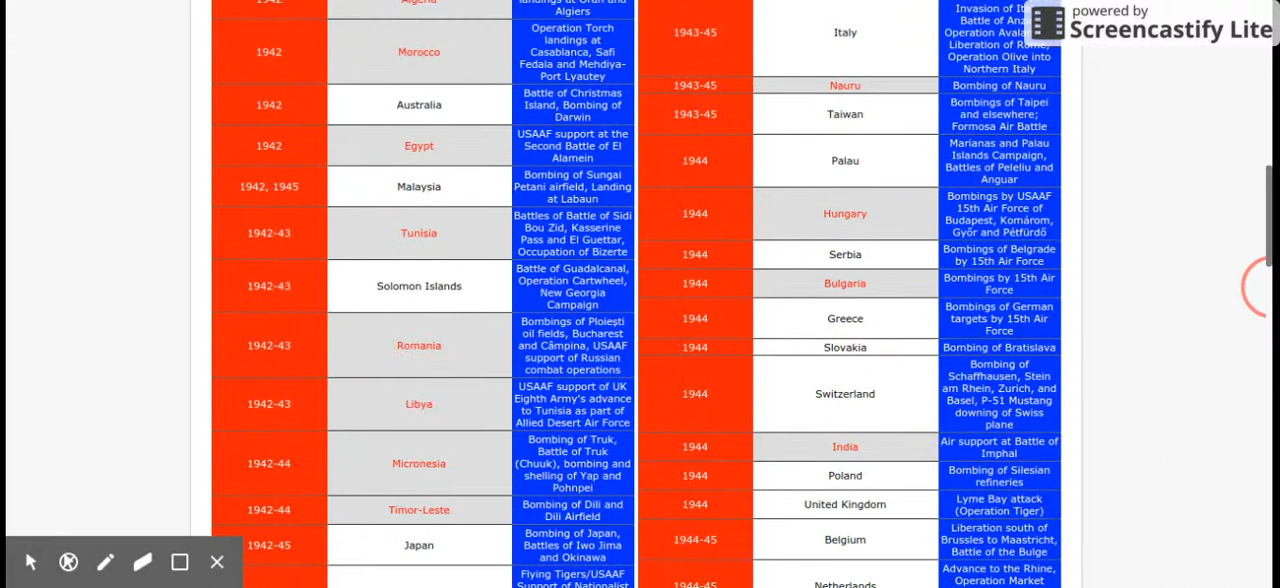 1942
Algeria
landings at Oran and
Algiers
1942
Morocco
Operation Torch
landings at
Casablanca, Safi
Fedala and Mehdiya-
Port Lyautey
1942
Australia
Battle of Christmas
Island, Bombing of
Darwin
1942
Egypt
USAAF support at the
Second Battle of El
Alamein
1942, 1945
Malaysia
Bombing of Sungai
Petani airfield, Landing
at Labaun
1942-43
Tunisia
Battles of Battle of Sidi
Bou Zid, Kasserine
Pass and El Guettar,
Occupation of Bizerte
1942-43
Solomon Islands
Battle of Guadalcanal,
Operation Cartwheel,
New Georgia
Campaign
1942-43
Romania
Bombings of Ploiești
oil fields, Bucharest
and Câmpina, USAAF
support of Russian
combat operations
1942-43
Libya
USAAF support of UK
Eighth Army's advance
to Tunisia as part of
Allied Desert Air Force
1942-44
Micronesia
Bombing of Truk,
Battle of Truk
(Chuuk), bombing and
shelling of Yap and
Pohnpei
1942-44
Timor-Leste
Bombing of Dili and
Dili Airfield
1942-45
Japan
Bombing of Japan,
Battles of Iwo Jima
and Okinawa
Flying Tigers/USAAF
Support of Nationalist
1943-45
Italy
Invasion of
Battle of
Operation
Liberation of Rome,
Operation Olive into
Northern Italy
1943-45
Nauru
Bombing of Nauru
1943-45
Taiwan
Bombings of Taipei
and elsewhere;
Formosa Air Battle
1944
Palau
Marianas and Palau
Islands Campaign,
Battles of Peleliu and
Anguar
1944
Hungary
Bombings by USAAF
15th Air Force of
Budapest, Komárom,
Győr and Pétfürdő
1944
Serbia
Bombings of Belgrade
by 15th Air Force
1944
Bulgaria
Bombings by 15th Air
Force
1944
Greece
Bombings of German
targets by 15th Air
Force
1944
Slovakia
Bombing of Bratislava
1944
Switzerland
Bombing of
Schaffhausen, Stein
am Rhein, Zurich, and
Basel, P-51 Mustang
downing of Swiss
plane
1944
India
Air support at Battle of
Imphal
1944
Poland
Bombing of Silesian
refineries
1944
United Kingdom
Lyme Bay attack
(Operation Tiger)
1944-45
Belgium
Liberation south of
Brussles to Maastricht,
Battle of the Bulge
1944-45
Netherlands
Advance to the Rhine,
Operation Market
powered by
Screencastify Lite